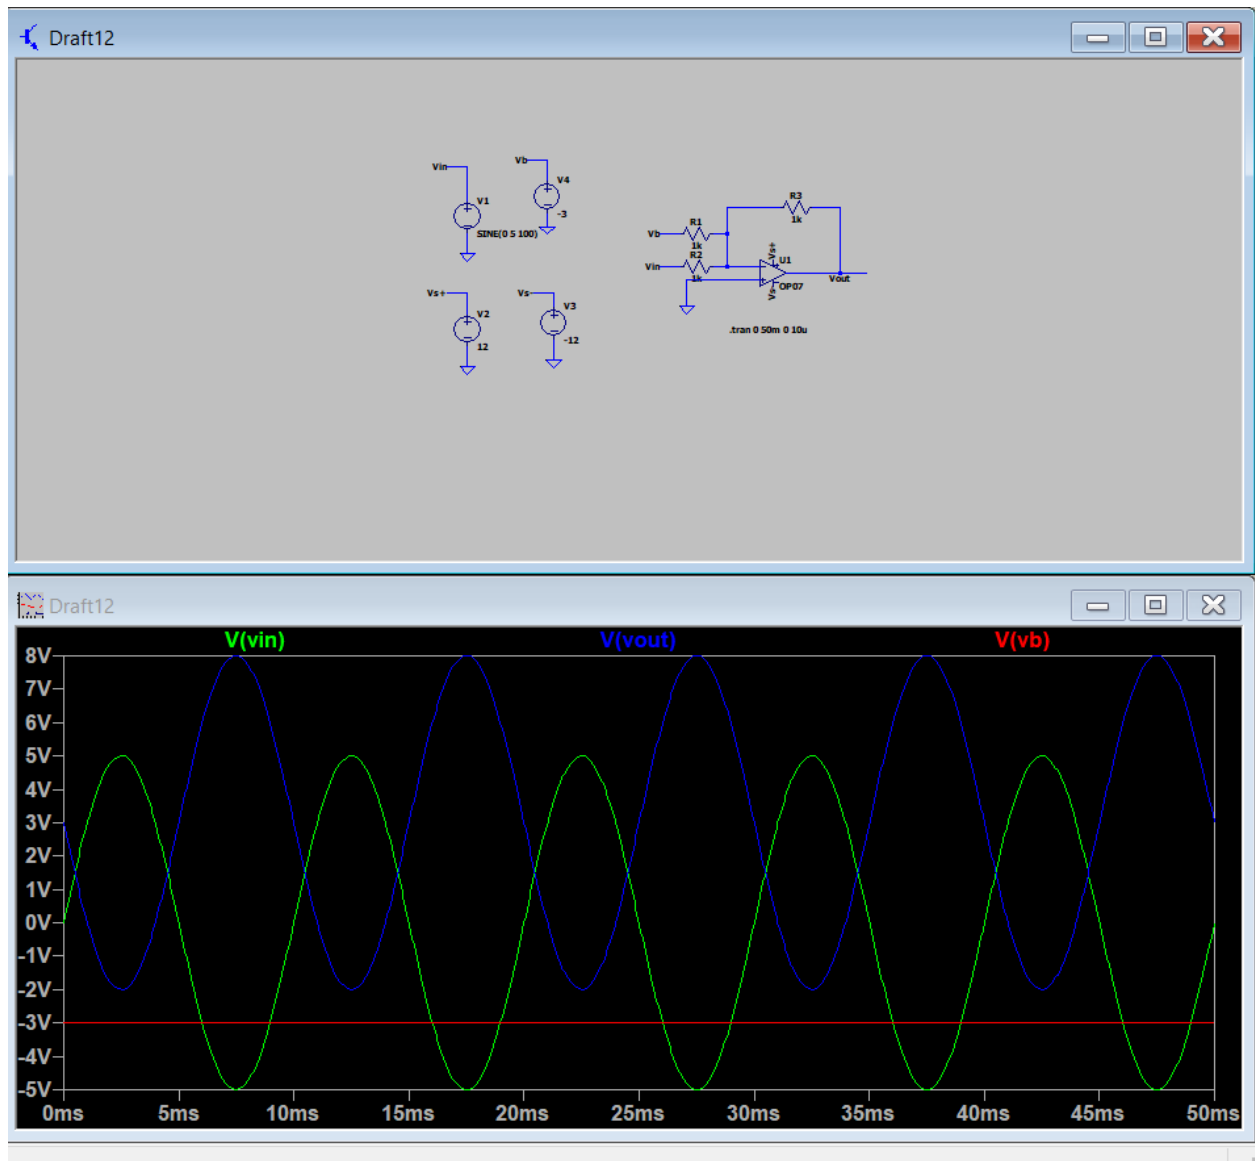 Draft12
Vin
V1
SINE(0 5 100)
Vb
V4
-3
Vs+
V2
12
Vs-
V3
-12
R3
1k
Vb
R1
1k
Vin
R2
1k
Vs+
U1
OP07
Vs-
Vout
.tran 0 50m 0 10u
Draft12
V(vin) V(vout) V(vb)
8V
7V
6V
5V
4V
3V
2V
1V
0V
-1V
-2V
-3V
-4V
-5V
0ms 5ms 10ms 15ms 20ms 25ms 30ms 35ms 40ms 45ms 50ms